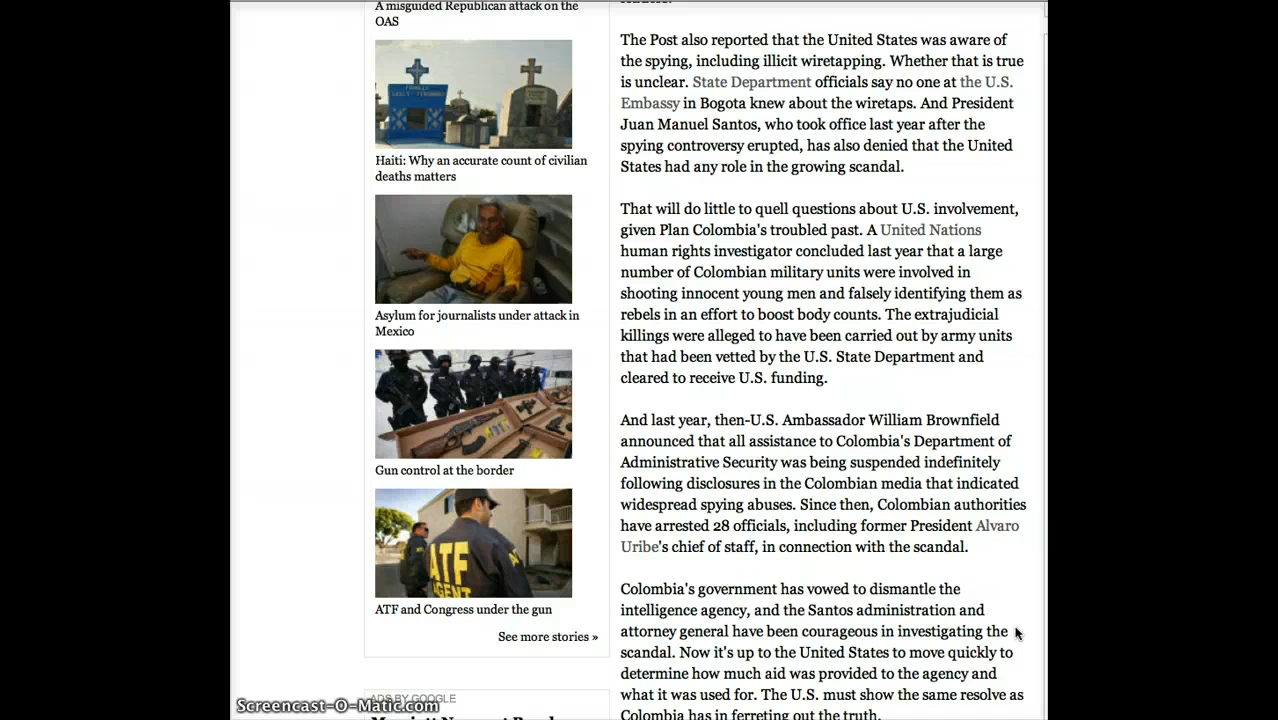 A misguided Republican attack on the
OAS
Haiti: Why an accurate count of civilian
deaths matters
Asylum for journalists under attack in
Mexico
Gun control at the border
ATF
AGENT
ATF and Congress under the gun
See more stories »
ADS BY GOOGLE
The Post also reported that the United States was aware of
the spying, including illicit wiretapping. Whether that is true
is unclear. State Department officials say no one at the U.S.
Embassy in Bogota knew about the wiretaps. And President
Juan Manuel Santos, who took office last year after the
spying controversy erupted, has also denied that the United
States had any role in the growing scandal.
That will do little to quell questions about U.S. involvement,
given Plan Colombia's troubled past. A United Nations
human rights investigator concluded last year that a large
number of Colombian military units were involved in
shooting innocent young men and falsely identifying them as
rebels in an effort to boost body counts. The extrajudicial
killings were alleged to have been carried out by army units
that had been vetted by the U.S. State Department and
cleared to receive U.S. funding.
And last year, then-U.S. Ambassador William Brownfield
announced that all assistance to Colombia's Department of
Administrative Security was being suspended indefinitely
following disclosures in the Colombian media that indicated
widespread spying abuses. Since then, Colombian authorities
have arrested 28 officials, including former President Alvaro
Uribe's chief of staff, in connection with the scandal.
Colombia's government has vowed to dismantle the
intelligence agency, and the Santos administration and
attorney general have been courageous in investigating the
scandal. Now it's up to the United States to move quickly to
determine how much aid was provided to the agency and
what it was used for. The U.S. must show the same resolve as
Colombia has in ferreting out the truth.
Screencast-O-Matic.com